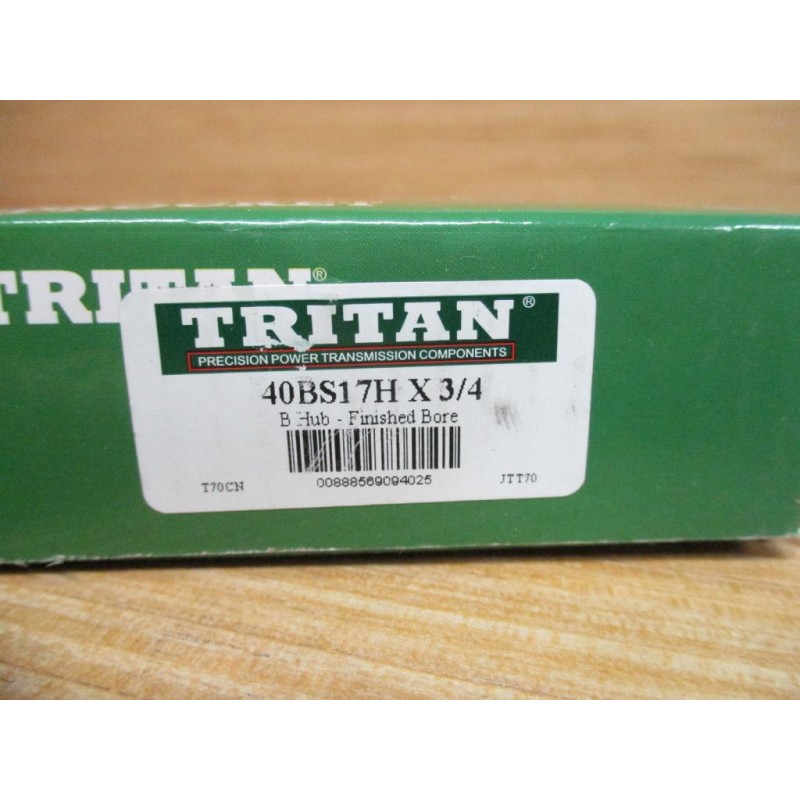 TRITAN®
TRITAN®
PRECISION POWER TRANSMISSION COMPONENTS
40BS17H X 3/4
B Hub - Finished Bore
00888569094025
T70CN JTT70